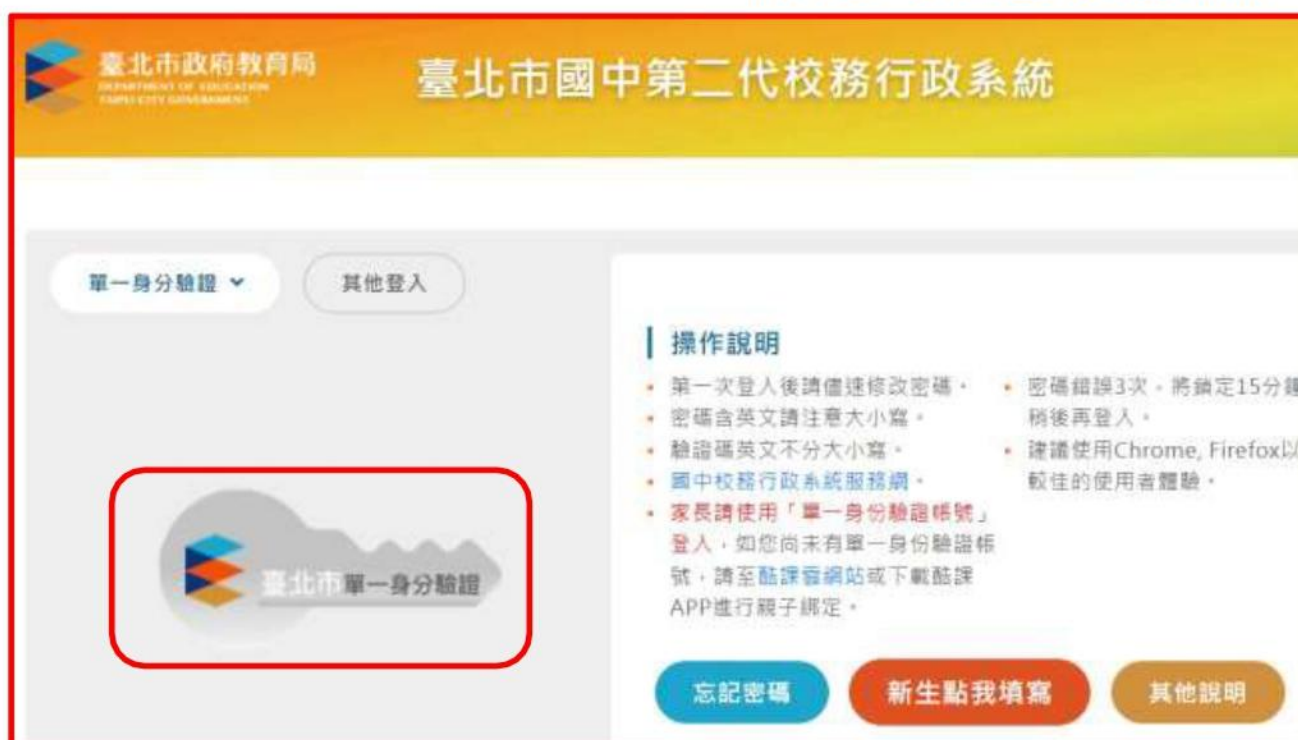 臺北市政府教育局
DEPARTMENT OF EDUCATION
TAIPEI CITY GOVERNMENT
臺北市國中第二代校務行政系統
單一身分驗證
其他登入
操作說明
第一次登入後請儘速修改密碼。
密碼含英文請注意大小寫。
驗證碼英文不分大小寫。
國中校務行政系統服務網。
家長請使用「單一身份驗證帳號」
登入,如您尚未有單一身份驗證帳
號,請至酷課雲網站或下載酷課
APP進行親子綁定。
密碼錯誤3次,將鎖定15分鐘
稍後再登入。
建議使用Chrome, Firefox以
較佳的使用者體驗。
臺北市單一身分驗證
忘記密碼
新生點我填寫
其他說明